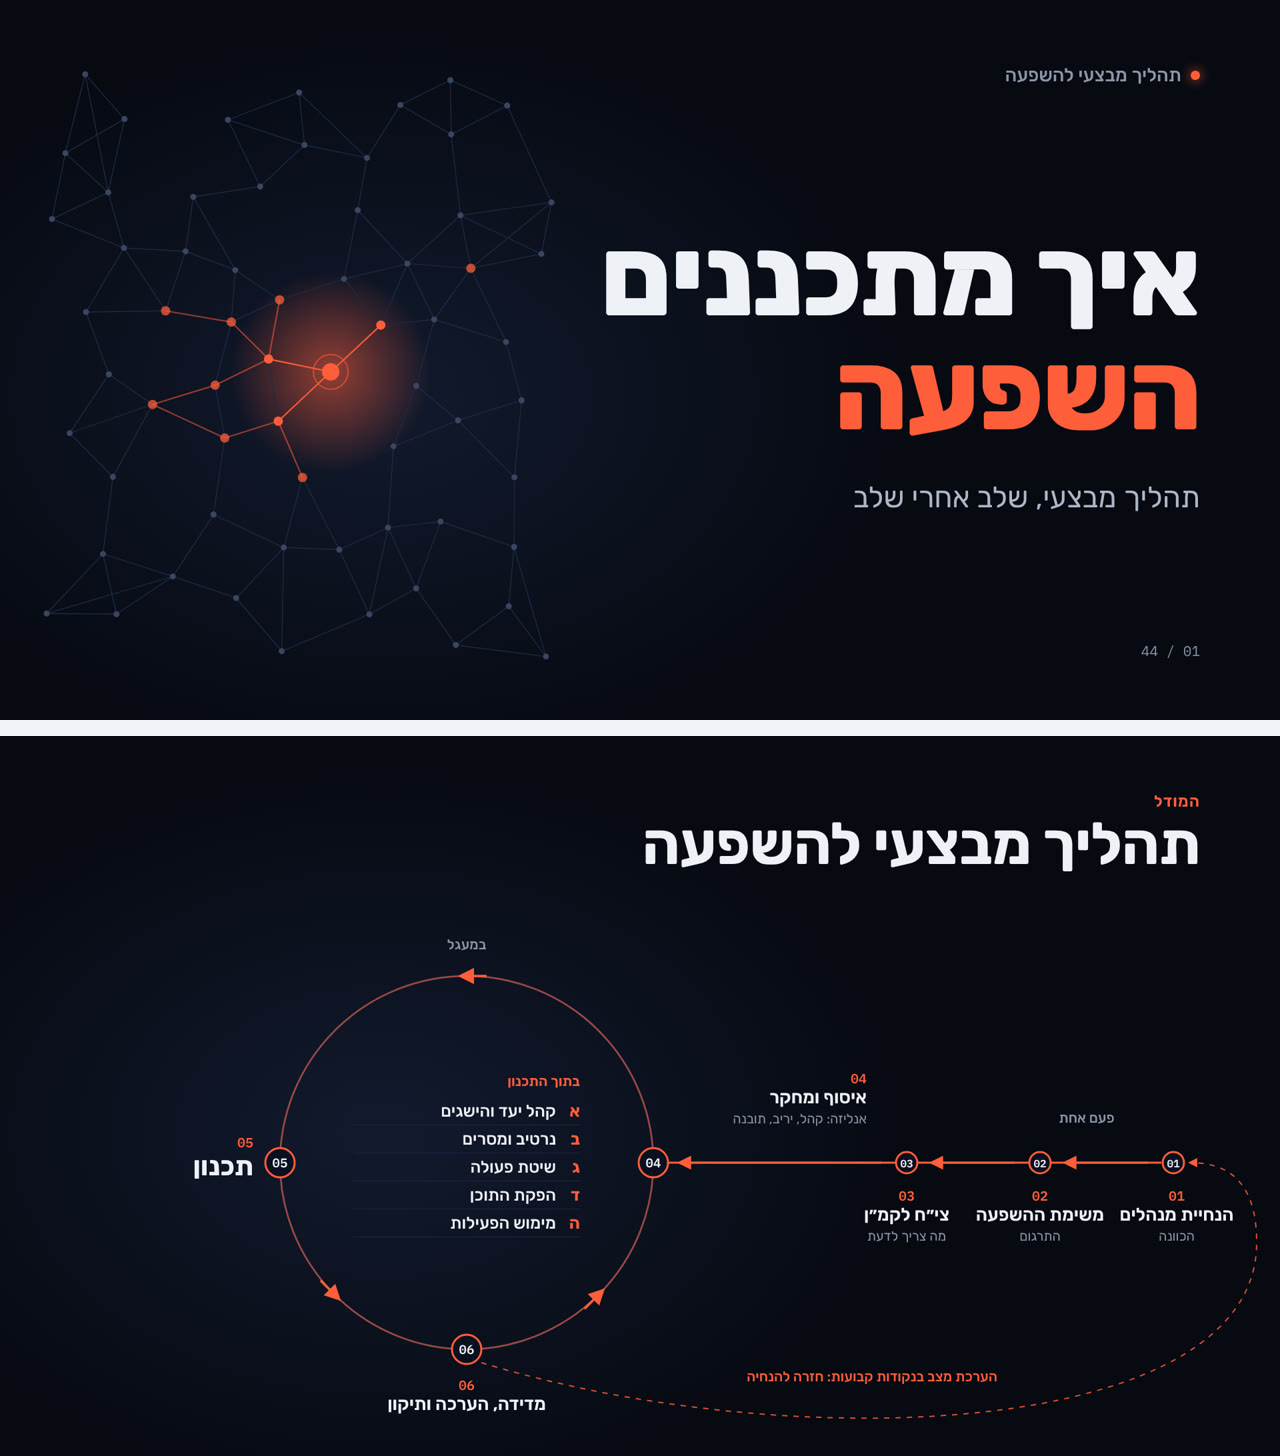 תהליך מבצעי להשפעה
איך מתכננים
השפעה
תהליך מבצעי, שלב אחרי שלב
44 / 01
המודל
תהליך מבצעי להשפעה
במעגל
בתוך התכנון
א קהל יעד והישגים
ב נרטיב ומסרים
ג שיטת פעולה
ד הפקת התוכן
ה מימוש הפעילות
04
איסוף ומחקר
אנליזה: קהל, יריב, תובנה
פעם אחת
01
02
03
04
05
01
הנחיית מנהלים
הכוונה
02
משימת ההשפעה
התרגום
03
צי״ח לקמ״ן
מה צריך לדעת
05
תכנון
06
06
מדידה, הערכה ותיקון
הערכת מצב בנקודות קבועות: חזרה להנחיה